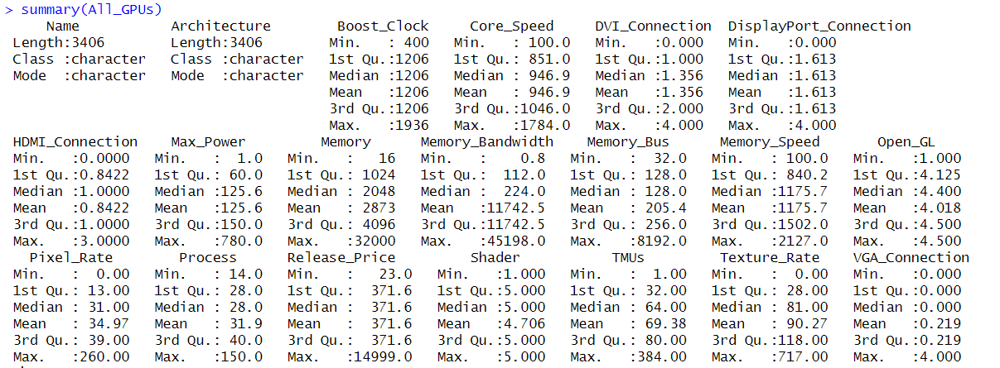 > summary(All_GPUs)
     Name           Architecture        Boost_Clock     Core_Speed     DVI_Connection  DisplayPort_Connection
 Length:3406        Length:3406        Min.   : 400   Min.   : 100.0   Min.   :0.000   Min.   :0.000
 Class :character   Class :character   1st Qu.:1206   1st Qu.: 851.0   1st Qu.:1.000   1st Qu.:1.613
 Mode  :character   Mode  :character   Median :1206   Median : 946.9   Median :1.356   Median :1.613
                                       Mean   :1206   Mean   : 946.9   Mean   :1.356   Mean   :1.613
                                       3rd Qu.:1206   3rd Qu.:1046.0   3rd Qu.:2.000   3rd Qu.:1.613
                                       Max.   :1936   Max.   :1784.0   Max.   :4.000   Max.   :4.000
 HDMI_Connection    Max_Power         Memory      Memory_Bandwidth    Memory_Bus      Memory_Speed       Open_GL
 Min.   :0.0000   Min.   :  1.0   Min.   :   16   Min.   :    0.8   Min.   :  32.0   Min.   : 100.0   Min.   :1.000
 1st Qu.:0.8422   1st Qu.: 60.0   1st Qu.: 1024   1st Qu.:  112.0   1st Qu.: 128.0   1st Qu.: 840.2   1st Qu.:4.125
 Median :1.0000   Median :125.6   Median : 2048   Median :  224.0   Median : 128.0   Median :1175.7   Median :4.400
 Mean   :0.8422   Mean   :125.6   Mean   : 2873   Mean   :11742.5   Mean   : 205.4   Mean   :1175.7   Mean   :4.018
 3rd Qu.:1.0000   3rd Qu.:150.0   3rd Qu.: 4096   3rd Qu.:11742.5   3rd Qu.: 256.0   3rd Qu.:1502.0   3rd Qu.:4.500
 Max.   :3.0000   Max.   :780.0   Max.   :32000   Max.   :45198.0   Max.   :8192.0   Max.   :2127.0   Max.   :4.500
   Pixel_Rate        Process      Release_Price         Shader           TMUs         Texture_Rate    VGA_Connection
 Min.   :  0.00   Min.   : 14.0   Min.   :   23.0   Min.   :1.000   Min.   :  1.00   Min.   :  0.00   Min.   :0.000
 1st Qu.: 13.00   1st Qu.: 28.0   1st Qu.:  371.6   1st Qu.:5.000   1st Qu.: 32.00   1st Qu.: 28.00   1st Qu.:0.000
 Median : 31.00   Median : 28.0   Median :  371.6   Median :5.000   Median : 64.00   Median : 81.00   Median :0.000
 Mean   : 34.97   Mean   : 31.9   Mean   :  371.6   Mean   :4.706   Mean   : 69.38   Mean   : 90.27   Mean   :0.219
 3rd Qu.: 39.00   3rd Qu.: 40.0   3rd Qu.:  371.6   3rd Qu.:5.000   3rd Qu.: 80.00   3rd Qu.:118.00   3rd Qu.:0.219
 Max.   :260.00   Max.   :150.0   Max.   :14999.0   Max.   :5.000   Max.   :384.00   Max.   :717.00   Max.   :4.000